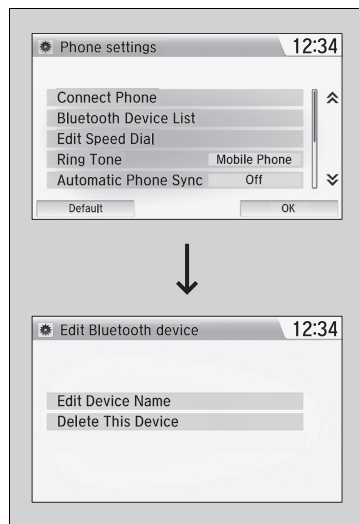 Phone settings 12:34
Connect Phone
Bluetooth Device List
Edit Speed Dial
Ring Tone Mobile Phone
Automatic Phone Sync Off
Default OK
Edit Bluetooth device 12:34
Edit Device Name
Delete This Device